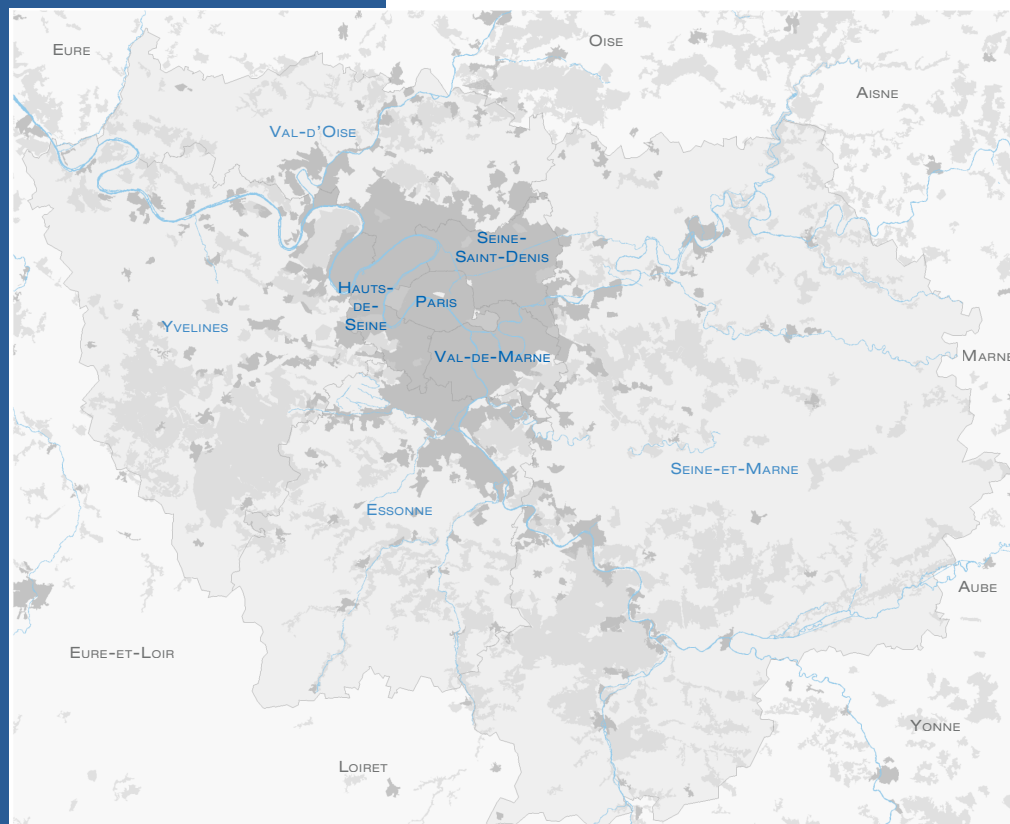 Eure
Oise
Aisne
Val-d'Oise
Seine-
Saint-Denis
Hauts-
de-
Seine
Paris
Yvelines
Val-de-Marne
Marne
Seine-et-Marne
Essonne
Aube
Eure-et-Loir
Yonne
Loiret